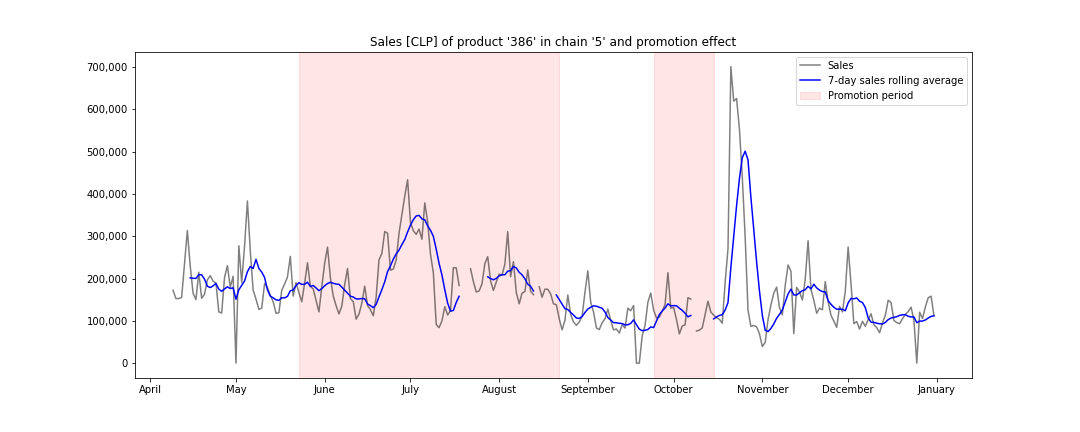 Sales [CLP] of product '386' in chain '5' and promotion effect
700,000
600,000
500,000
400,000
300,000
200,000
100,000
0
Sales
7-day sales rolling average
Promotion period
April May June July August September October November December January